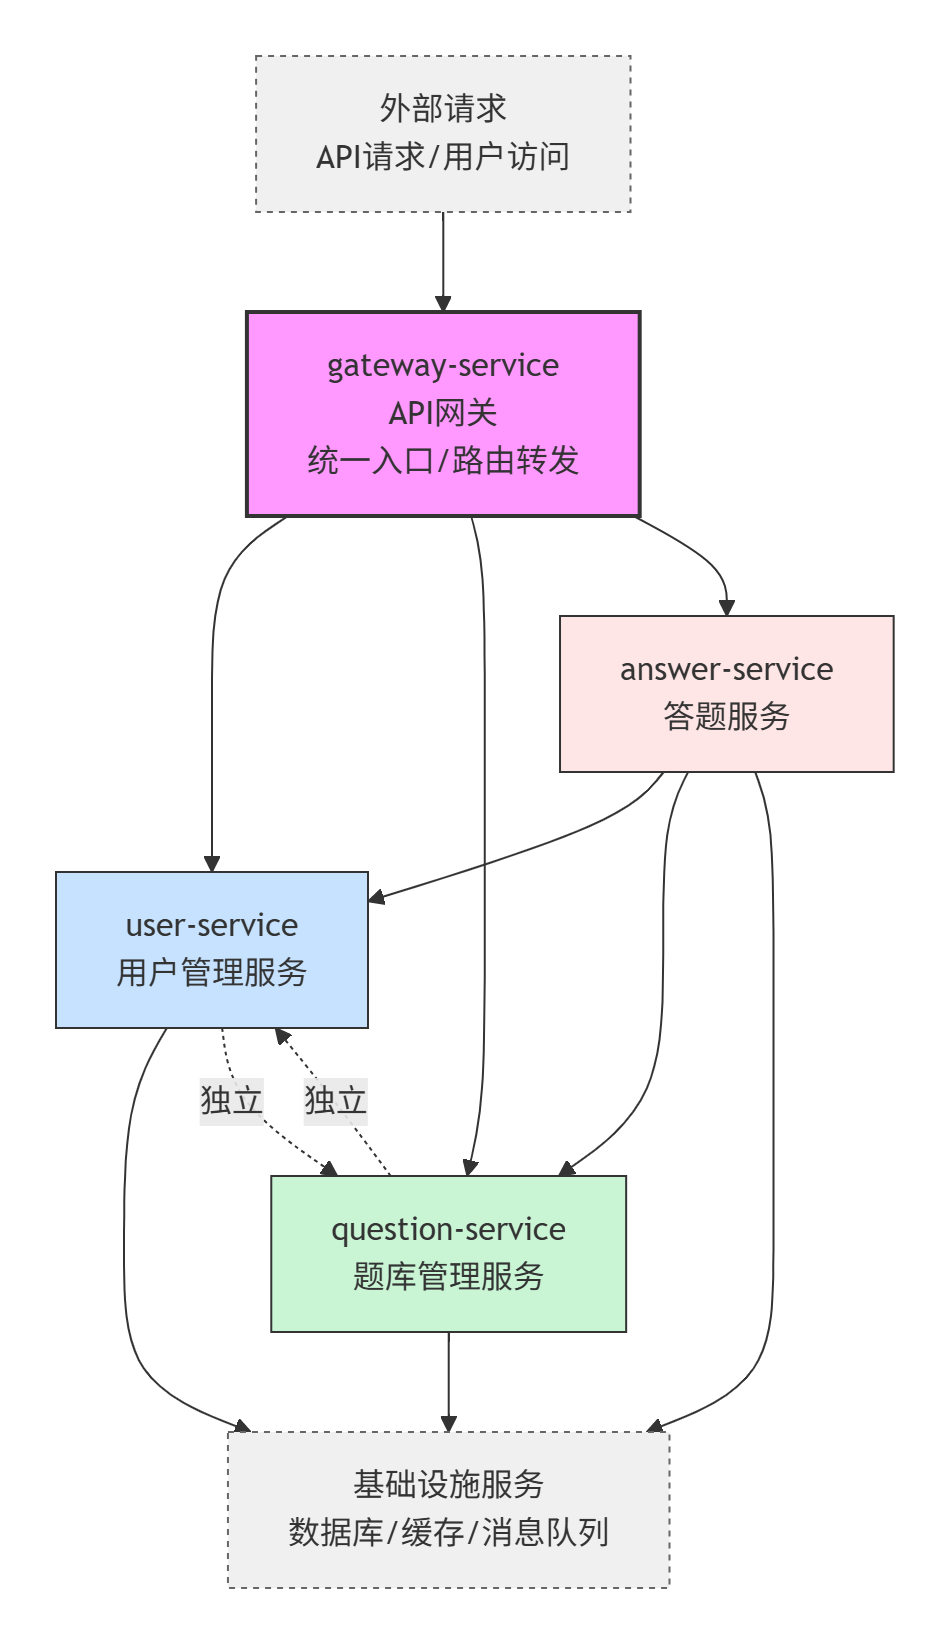 外部请求
API请求/用户访问
gateway-service
API网关
统一入口/路由转发
answer-service
答题服务
user-service
用户管理服务
独立
独立
question-service
题库管理服务
基础设施服务
数据库/缓存/消息队列